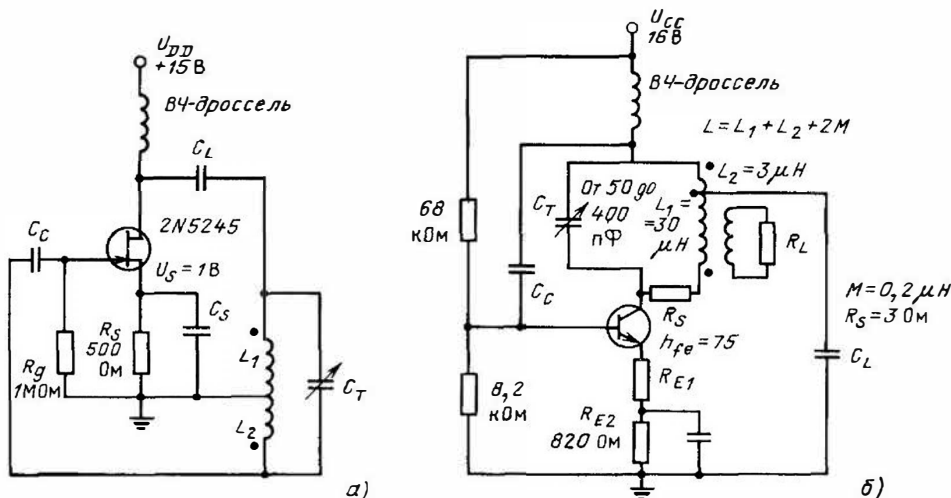 U_DD
+15 В
ВЧ-дроссель
C_L
2N5245
C_C
U_S = 1 В
C_S
R_S
500
Ом
R_g
1МОм
L_1
L_2
C_T
а)
U_CC
16 В
ВЧ-дроссель
L = L_1 + L_2 + 2M
L_2 = 3 μH
От 50 до
400
пФ
C_T
L_1 =
=30
μH
68
кОм
R_L
C_C
R_S
M = 0,2 μH
R_S = 3 Ом
h_fe = 75
C_L
R_E1
8,2
кОм
R_E2
820 Ом
б)